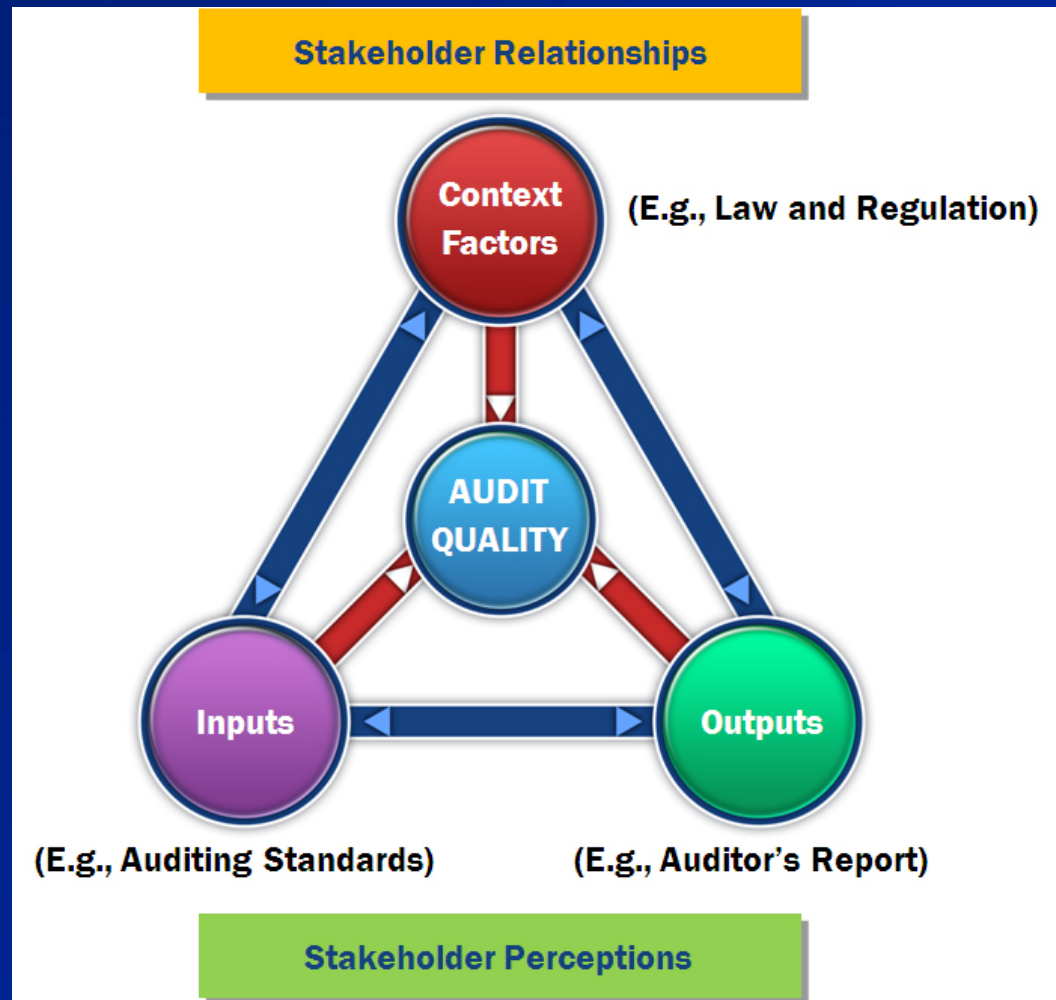 Stakeholder Relationships
Context
Factors
(E.g., Law and Regulation)
AUDIT
QUALITY
Inputs
Outputs
(E.g., Auditing Standards)
(E.g., Auditor's Report)
Stakeholder Perceptions